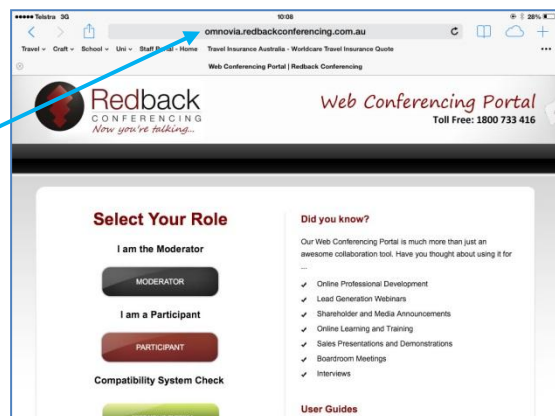 Telstra 3G 10:08 28%
omnovia.redbackconferencing.com.au
Travel Craft School Uni Staff Portal - Home Travel Insurance Australia - Worldcare Travel Insurance Quote
Web Conferencing Portal | Redback Conferencing
Redback
CONFERENCING
Now you're talking...
Web Conferencing Portal
Toll Free: 1800 733 416
Select Your Role
I am the Moderator
MODERATOR
I am a Participant
PARTICIPANT
Compatibility System Check
Did you know?
Our Web Conferencing Portal is much more than just an
awesome collaboration tool. Have you thought about using it for
...
Online Professional Development
Lead Generation Webinars
Shareholder and Media Announcements
Online Learning and Training
Sales Presentations and Demonstrations
Boardroom Meetings
Interviews
User Guides